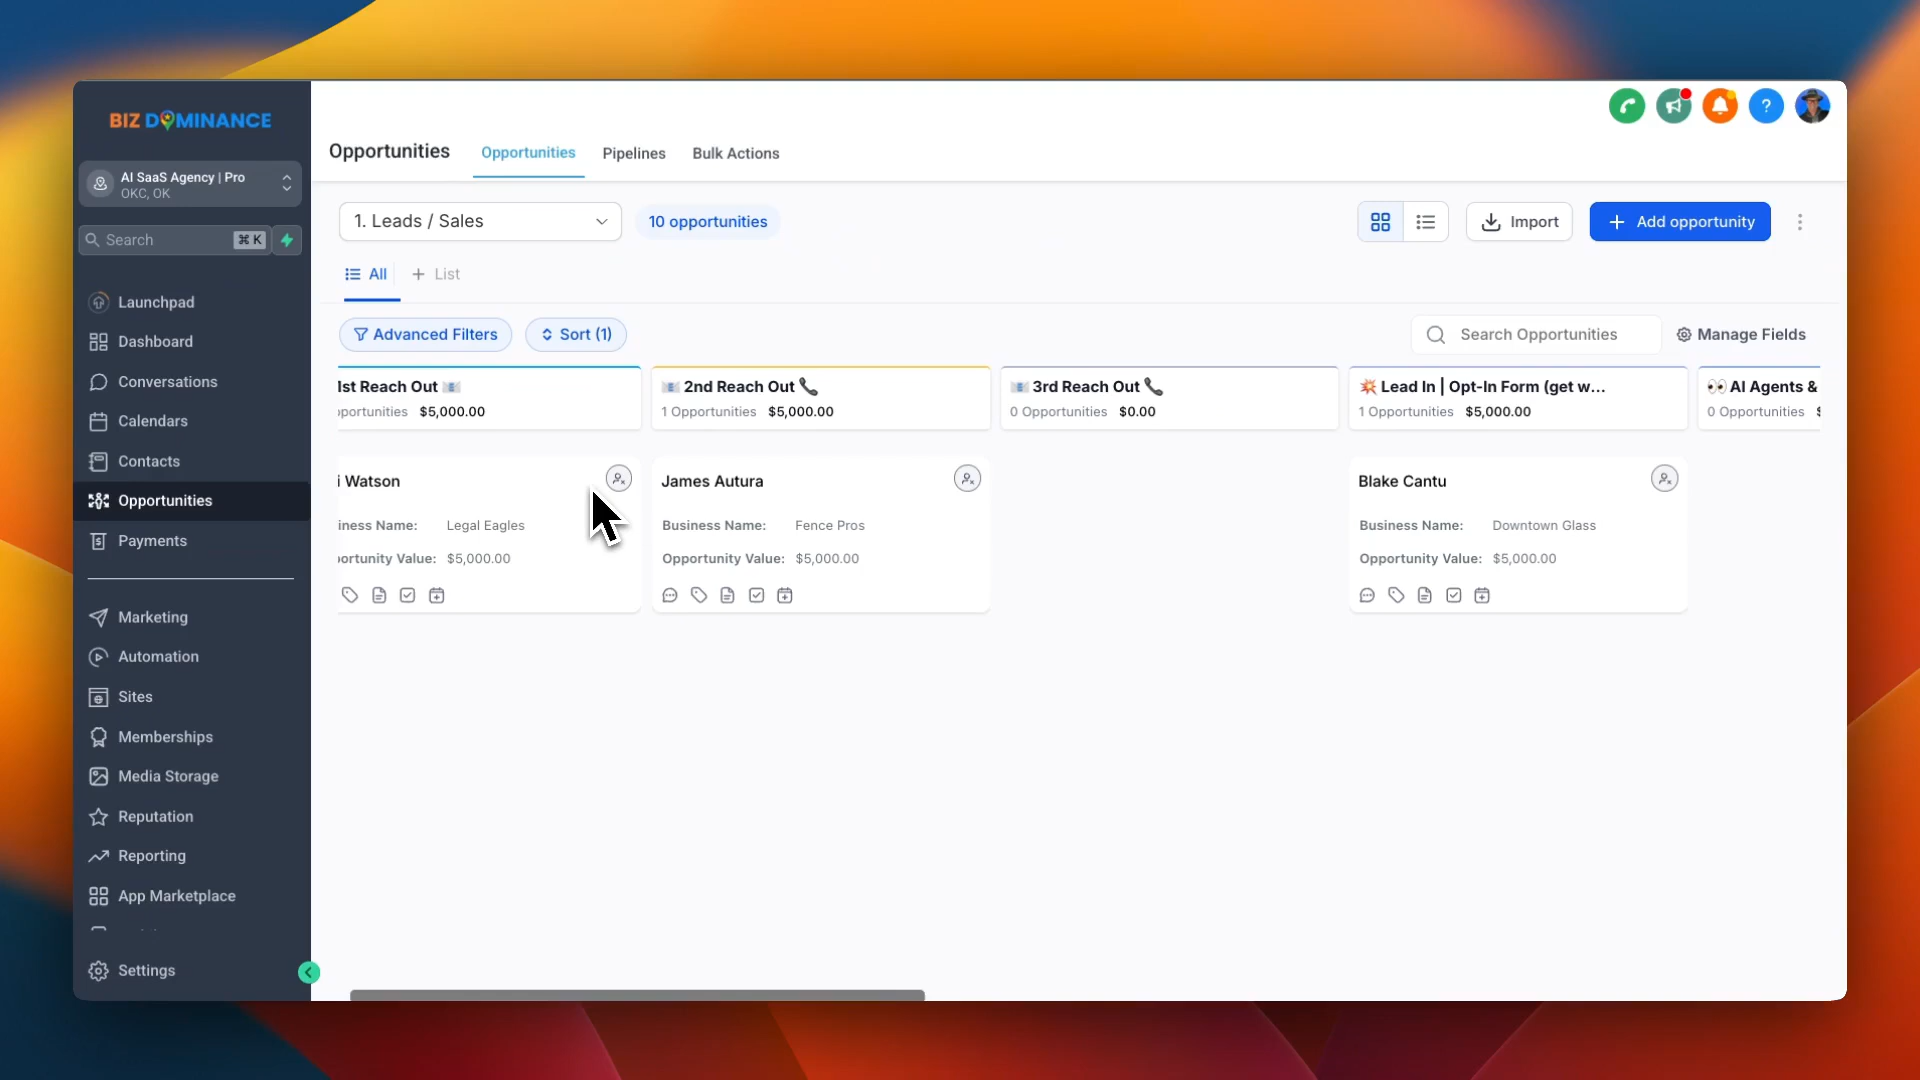 BIZ DOMINANCE
AI SaaS Agency | Pro
OKC, OK
Search
⌘ K
Launchpad
Dashboard
Conversations
Calendars
Contacts
Opportunities
Payments
Marketing
Automation
Sites
Memberships
Media Storage
Reputation
Reporting
App Marketplace
Settings
Opportunities
Opportunities
Pipelines
Bulk Actions
1. Leads / Sales
10 opportunities
Import
+ Add opportunity
All
+ List
Advanced Filters
Sort (1)
Search Opportunities
Manage Fields
1st Reach Out 📧
portunities $5,000.00
📧 2nd Reach Out 📞
1 Opportunities $5,000.00
📧 3rd Reach Out 📞
0 Opportunities $0.00
💥 Lead In | Opt-In Form (get w...
1 Opportunities $5,000.00
👀 AI Agents &
0 Opportunities $
i Watson
iness Name: Legal Eagles
ortunity Value: $5,000.00
James Autura
Business Name: Fence Pros
Opportunity Value: $5,000.00
Blake Cantu
Business Name: Downtown Glass
Opportunity Value: $5,000.00